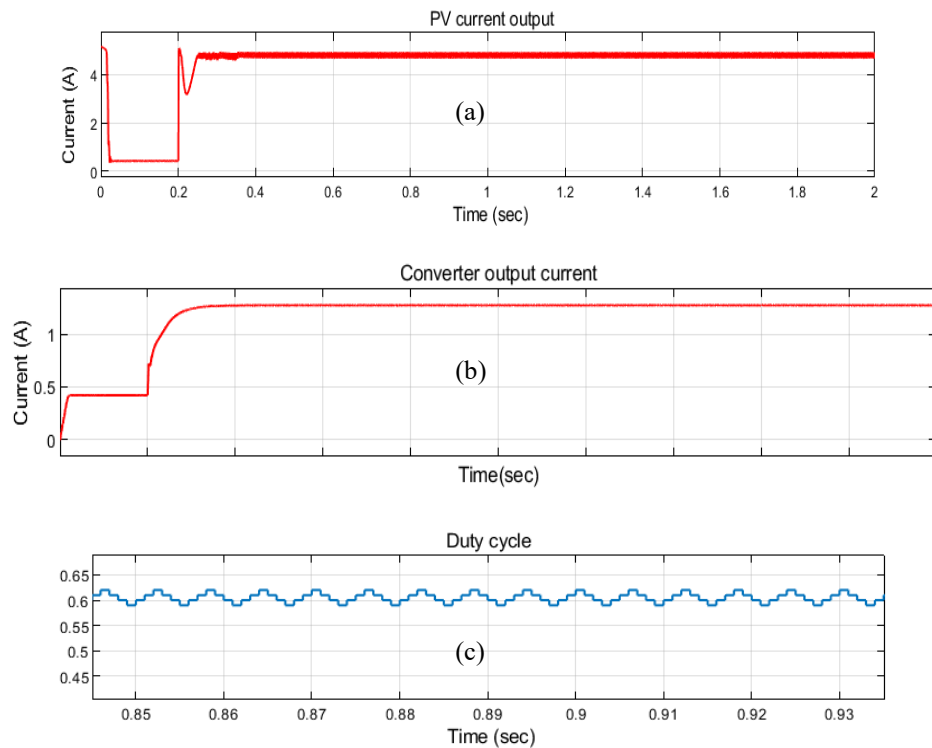 PV current output
Current (A)
4
2
0
(a)
0 0.2 0.4 0.6 0.8 1 1.2 1.4 1.6 1.8 2
Time (sec)
Converter output current
Current (A)
1
0.5
0
(b)
Time(sec)
Duty cycle
0.65
0.6
0.55
0.5
0.45
(c)
0.85 0.86 0.87 0.88 0.89 0.9 0.91 0.92 0.93
Time (sec)